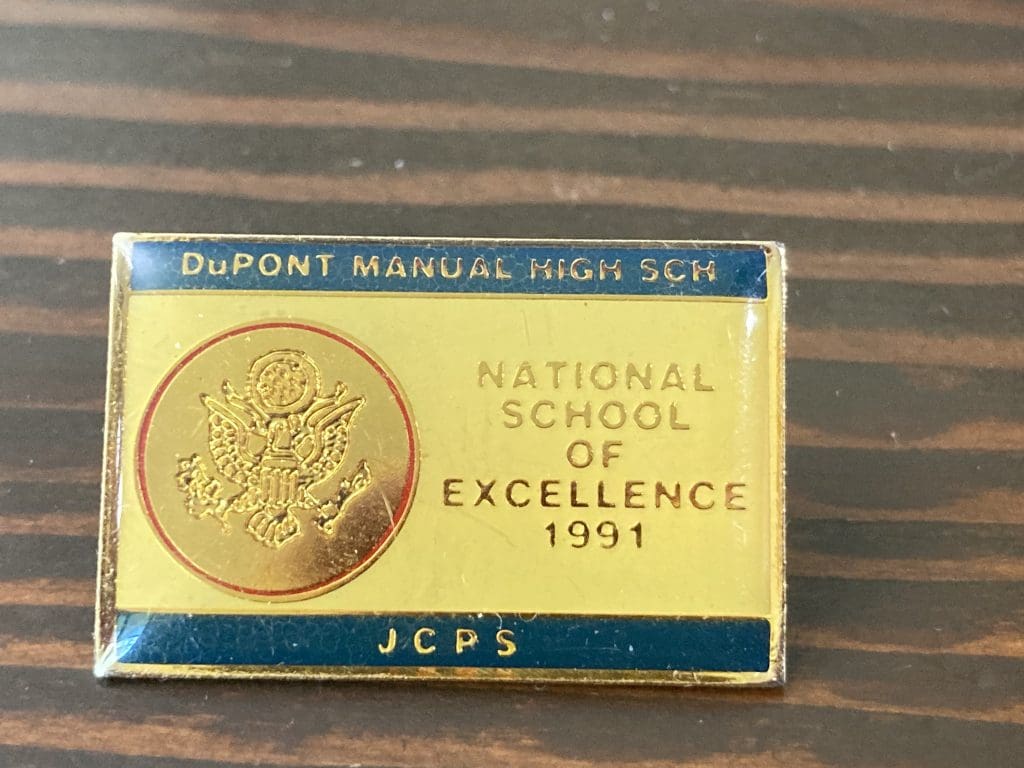 DuPONT MANUAL HIGH SCH
NATIONAL
SCHOOL
OF
EXCELLENCE
1991
JCPS